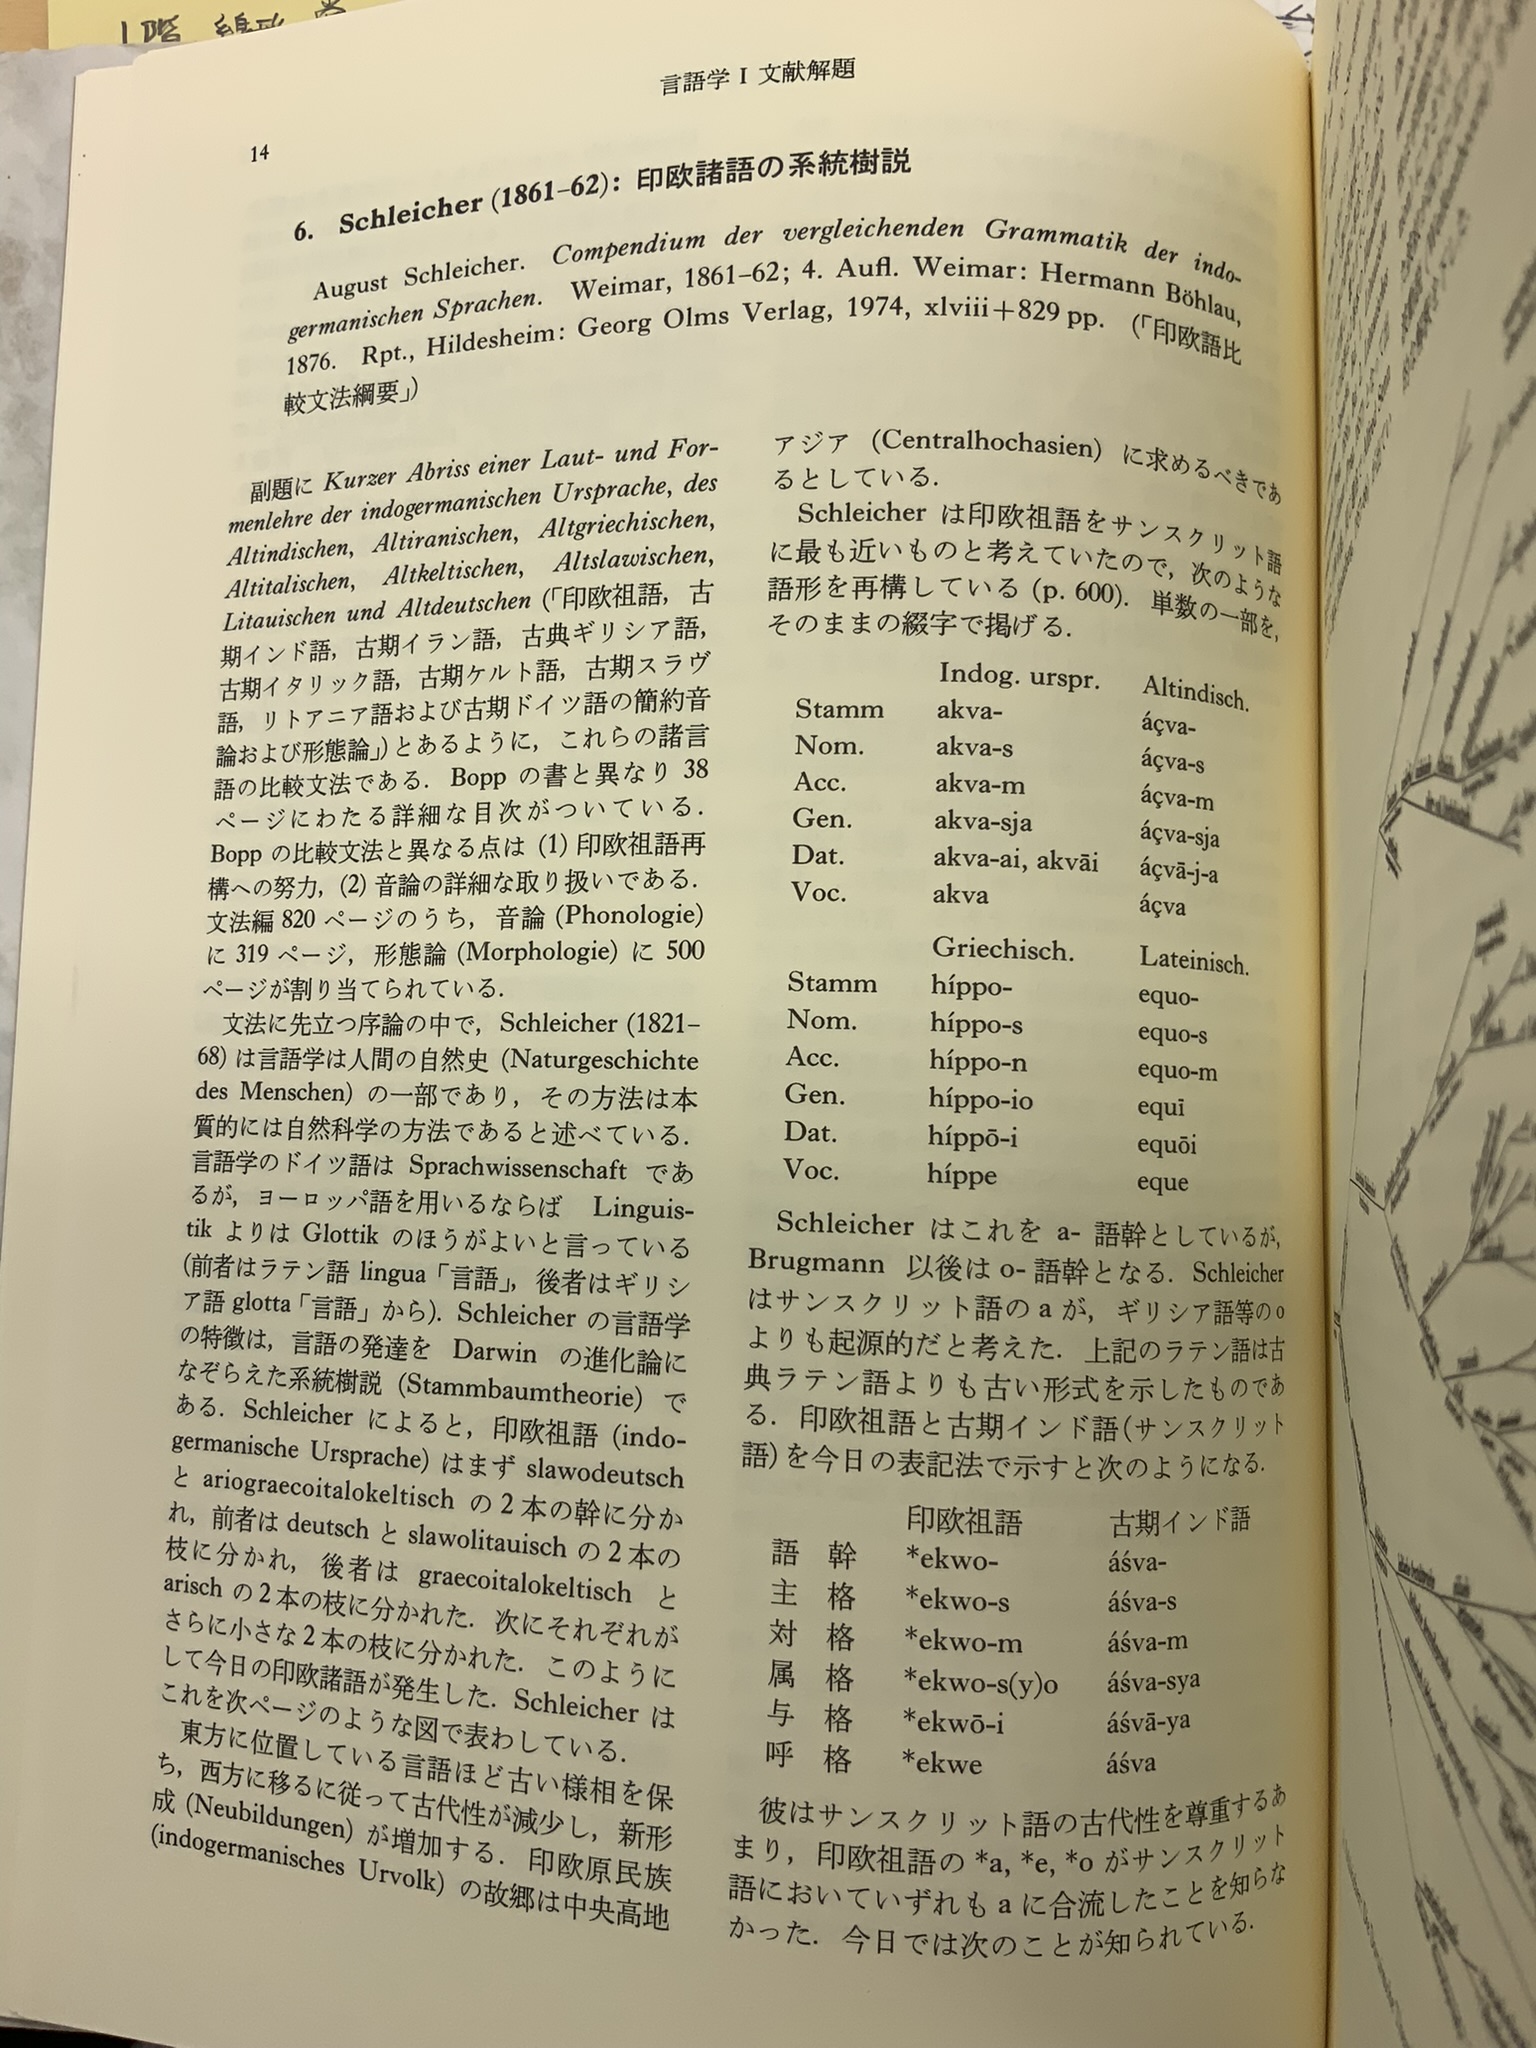 言語学 I 文献解題
14
6. Schleicher (1861–62): 印欧諸語の系統樹説
August Schleicher. Compendium der vergleichenden Grammatik der indo-
germanischen Sprachen. Weimar, 1861–62; 4. Aufl. Weimar: Hermann Böhlau,
1876. Rpt., Hildesheim: Georg Olms Verlag, 1974, xlviii+829 pp. (「印欧語比
較文法綱要」)
副題に Kurzer Abriss einer Laut- und For-
menlehre der indogermanischen Ursprache, des
Altindischen, Altiranischen, Altgriechischen,
Altitalischen, Altkeltischen, Altslawischen,
Litauischen und Altdeutschen (「印欧祖語, 古
期インド語, 古期イラン語, 古典ギリシア語,
古期イタリック語, 古期ケルト語, 古期スラヴ
語, リトアニア語および古期ドイツ語の簡約音
論および形態論」) とあるように, これらの諸言
語の比較文法である. Bopp の書と異なり 38
ページにわたる詳細な目次がついている.
Bopp の比較文法と異なる点は (1) 印欧祖語再
構への努力, (2) 音論の詳細な取り扱いである.
文法編 820 ページのうち, 音論 (Phonologie)
に 319 ページ, 形態論 (Morphologie) に 500
ページが割り当てられている.
文法に先立つ序論の中で, Schleicher (1821–
68) は言語学は人間の自然史 (Naturgeschichte
des Menschen) の一部であり, その方法は本
質的には自然科学の方法であると述べている.
言語学のドイツ語は Sprachwissenschaft であ
るが, ヨーロッパ語を用いるならば Linguis-
tik よりは Glottik のほうがよいと言っている
(前者はラテン語 lingua「言語」, 後者はギリシ
ア語 glotta「言語」から). Schleicher の言語学
の特徴は, 言語の発達を Darwin の進化論に
なぞらえた系統樹説 (Stammbaumtheorie) で
ある. Schleicher によると, 印欧祖語 (indo-
germanische Ursprache) はまず slawodeutsch
と ariograecoitalokeltisch の 2 本の幹に分か
れ, 前者は deutsch と slawolitauisch の 2 本の
枝に分かれ, 後者は graecoitalokeltisch と
arisch の 2 本の枝に分かれた. 次にそれぞれが
さらに小さな 2 本の枝に分かれた. このように
して今日の印欧諸語が発生した. Schleicher は
これを次ページのような図で表わしている.
東方に位置している言語ほど古い様相を保
ち, 西方に移るに従って古代性が減少し, 新形
成 (Neubildungen) が増加する. 印欧原民族
(indogermanisches Urvolk) の故郷は中央高地
アジア (Centralhochasien) に求めるべきであ
るとしている.
Schleicher は印欧祖語をサンスクリット語
に最も近いものと考えていたので, 次のような
語形を再構している (p. 600). 単数の一部を,
そのままの綴字で掲げる.
Indog. urspr. Altindisch.
Stamm akva- áçva-
Nom. akva-s áçva-s
Acc. akva-m áçva-m
Gen. akva-sja áçva-sja
Dat. akva-ai, akvāi áçvā-j-a
Voc. akva áçva
Griechisch. Lateinisch.
Stamm híppo- equo-
Nom. híppo-s equo-s
Acc. híppo-n equo-m
Gen. híppo-io equī
Dat. híppō-i equōi
Voc. híppe eque
Schleicher はこれを a- 語幹としているが,
Brugmann 以後は o- 語幹となる. Schleicher
はサンスクリット語の a が, ギリシア語等の o
よりも起源的だと考えた. 上記のラテン語は古
典ラテン語よりも古い形式を示したものであ
る. 印欧祖語と古期インド語 (サンスクリット
語) を今日の表記法で示すと次のようになる.
印欧祖語 古期インド語
語幹 *ekwo- áśva-
主格 *ekwo-s áśva-s
対格 *ekwo-m áśva-m
属格 *ekwo-s(y)o áśva-sya
与格 *ekwō-i áśvā-ya
呼格 *ekwe áśva
彼はサンスクリット語の古代性を尊重するあ
まり, 印欧祖語の *a, *e, *o がサンスクリット
語においていずれも a に合流したことを知らな
かった. 今日では次のことが知られている.